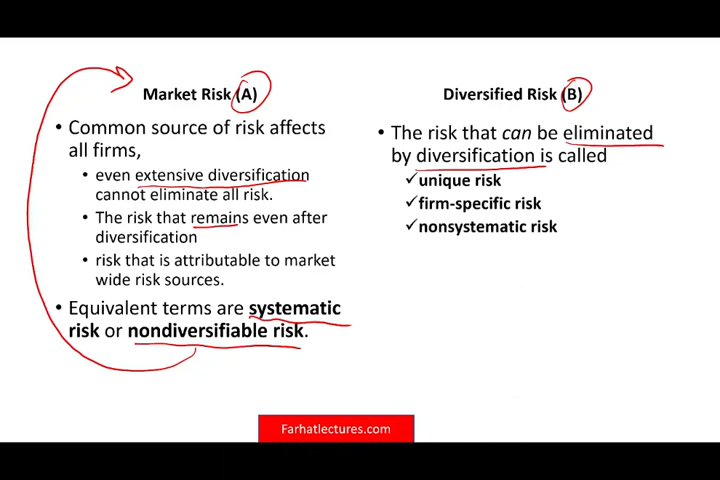 Market Risk (A)
• Common source of risk affects
all firms,
• even extensive diversification
cannot eliminate all risk.
• The risk that remains even after
diversification
• risk that is attributable to market
wide risk sources.
• Equivalent terms are systematic
risk or nondiversifiable risk.
Diversified Risk (B)
• The risk that can be eliminated
by diversification is called
✓unique risk
✓firm-specific risk
✓nonsystematic risk
Farhatlectures.com